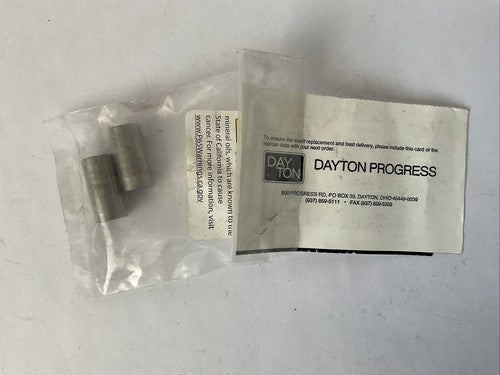 To ensure the exact replacement and best delivery, please include this card or the
reorder data with your next order.
DAY
TON
DAYTON PROGRESS
500 PROGRESS RD, PO BOX 39, DAYTON, OHIO 45449-0039
(937) 859-5111 • FAX (937) 859-5353
mineral oils, which are known to the
State of California to cause
cancer. For more information, visit
www.P65Warnings.ca.gov